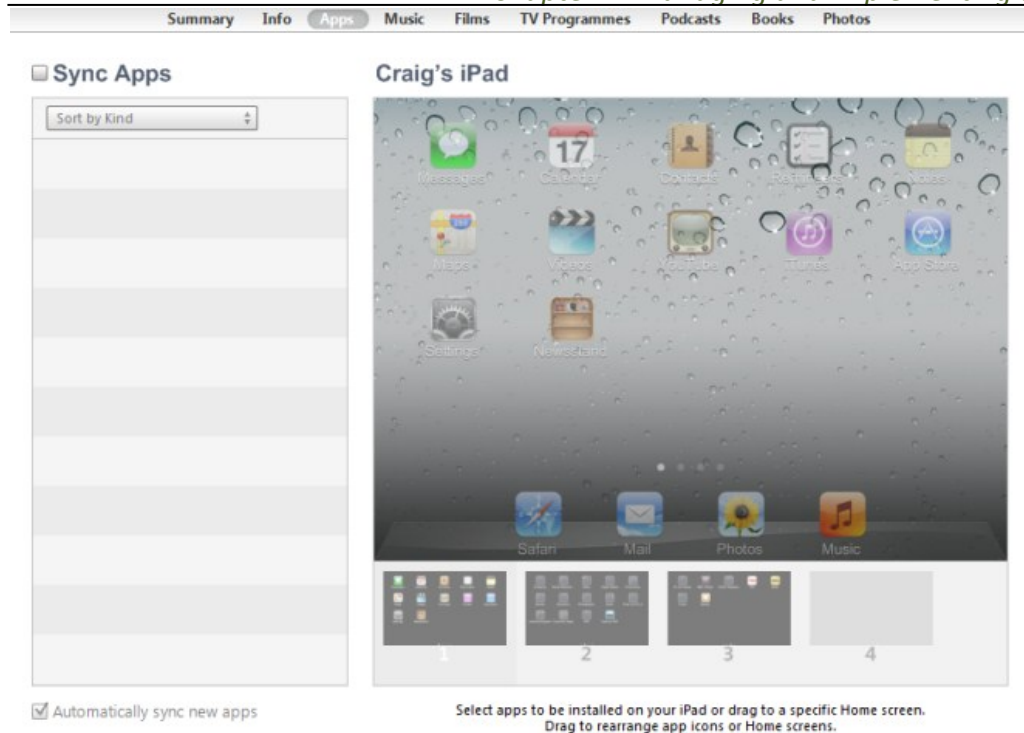 Summary Info Apps Music Films TV Programmes Podcasts Books Photos
Sync Apps
Craig's iPad
Sort by Kind
Messages Calendar Contacts Reminders Notes
17
Maps Videos YouTube iTunes App Store
Settings Newsstand
Safari Mail Photos Music
1 2 3 4
Automatically sync new apps
Select apps to be installed on your iPad or drag to a specific Home screen.
Drag to rearrange app icons or Home screens.